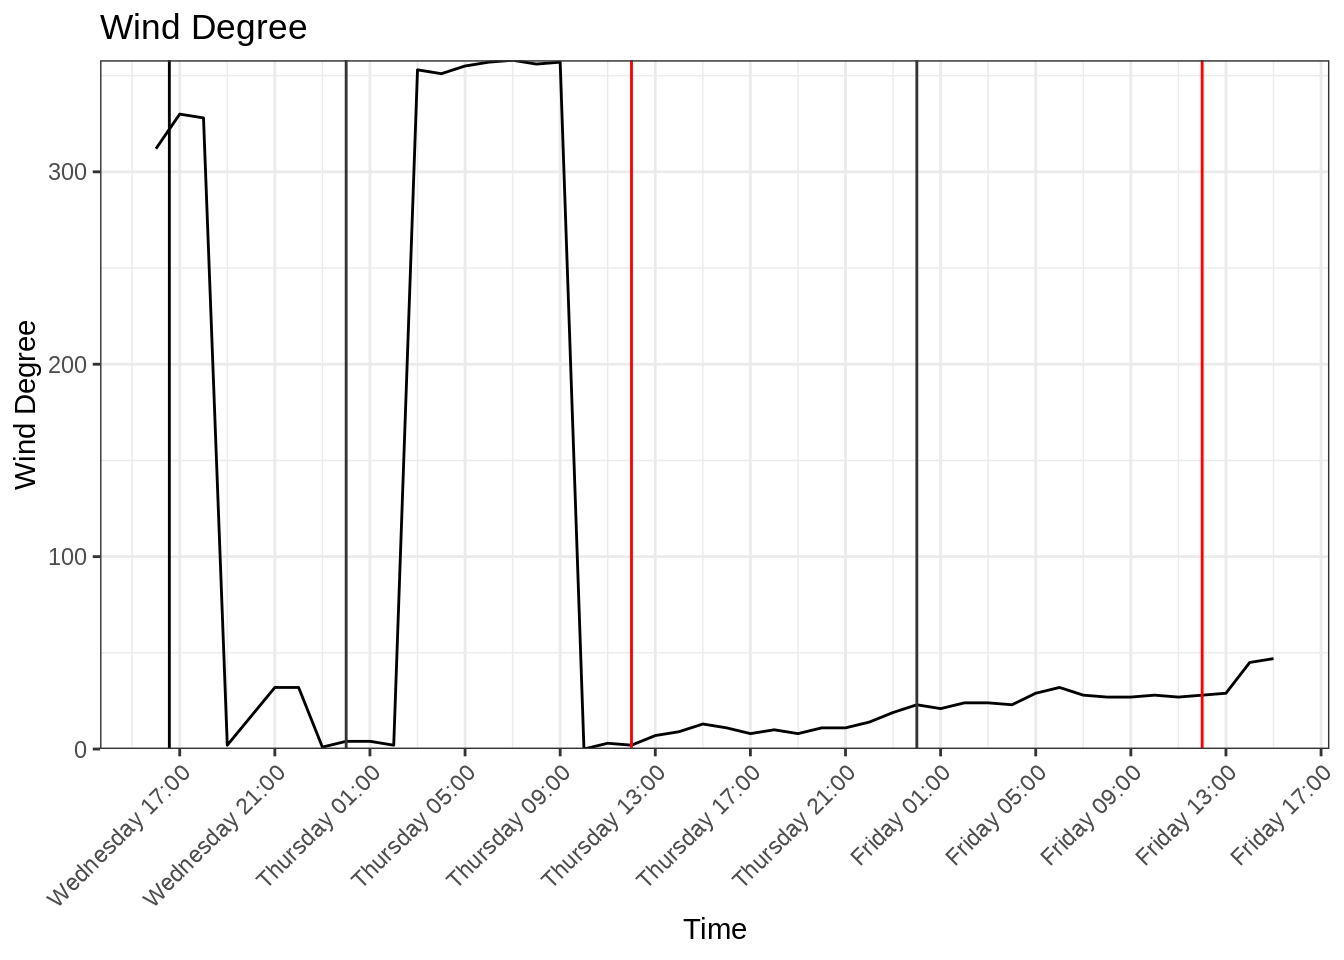 Wind Degree
Wind Degree
300
200
100
0
Wednesday 17:00
Wednesday 21:00
Thursday 01:00
Thursday 05:00
Thursday 09:00
Thursday 13:00
Thursday 17:00
Thursday 21:00
Friday 01:00
Friday 05:00
Friday 09:00
Friday 13:00
Friday 17:00
Time